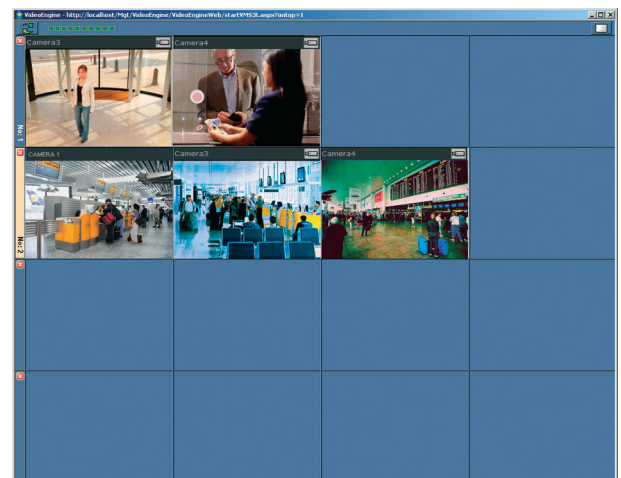 VideoEngine - http://localhost/Mgt/VideoEngine/VideoEngineWeb/startVMS3t.aspx?ontop=1
Camera3
Camera4
No: 1
CAMERA 1
Camera3
Camera4
No: 2